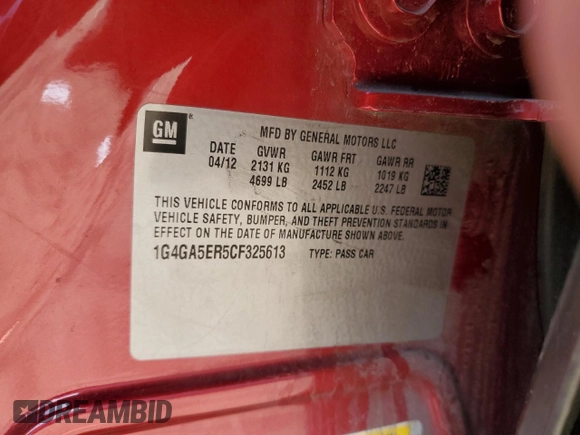 GM
MFD BY GENERAL MOTORS LLC
DATE GVWR GAWR FRT GAWR RR
04/12 2131 KG 1112 KG 1019 KG
4699 LB 2452 LB 2247 LB
THIS VEHICLE CONFORMS TO ALL APPLICABLE U.S. FEDERAL MOTOR
VEHICLE SAFETY, BUMPER, AND THEFT PREVENTION STANDARDS IN
EFFECT ON THE DATE OF MANUFACTURE SHOWN ABOVE.
1G4GA5ER5CF325613 TYPE: PASS CAR
DREAMBID